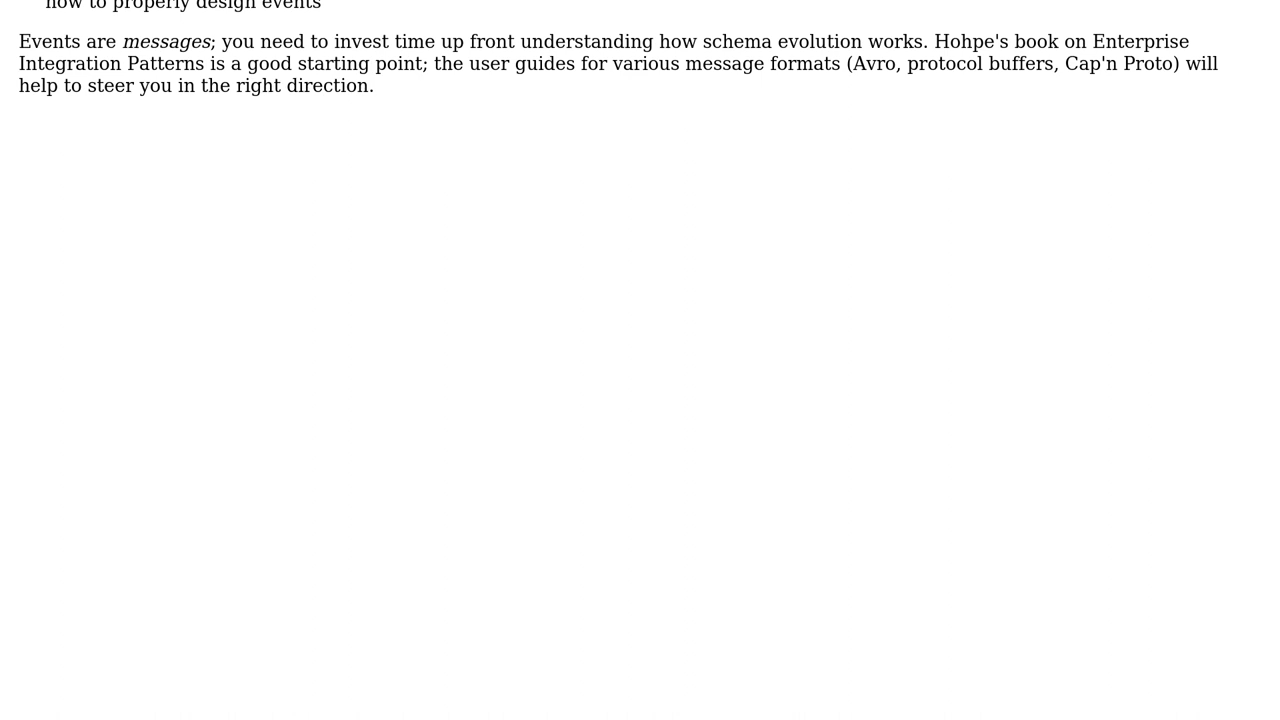 how to properly design events
Events are messages; you need to invest time up front understanding how schema evolution works. Hohpe's book on Enterprise
Integration Patterns is a good starting point; the user guides for various message formats (Avro, protocol buffers, Cap'n Proto) will
help to steer you in the right direction.